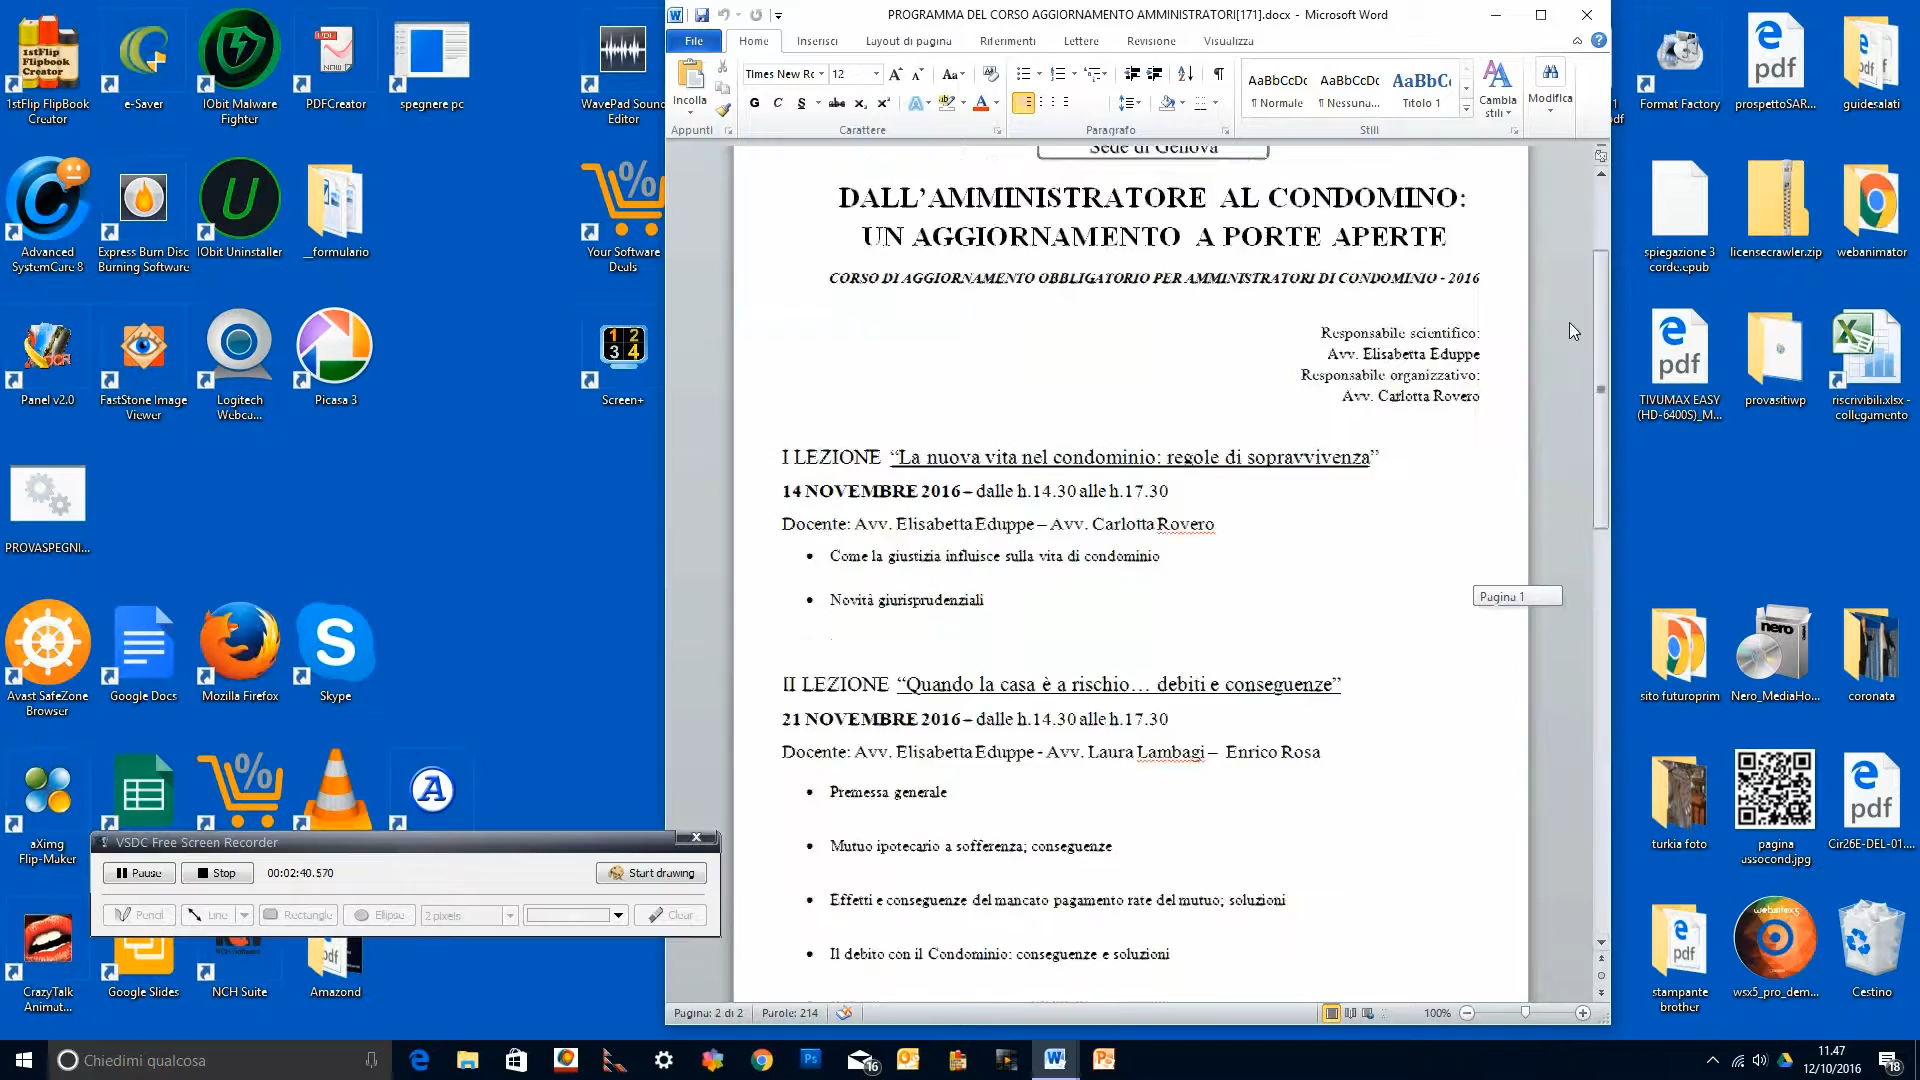 1stFlip FlipBook
Creator
e-Saver
IObit Malware
Fighter
PDFCreator
spegnere pc
WavePad Sound
Editor
Advanced
SystemCare 8
Express Burn Disc
Burning Software
IObit Uninstaller
__formulario
Your Software
Deals
Panel v2.0
FastStone Image
Viewer
Logitech
Webca...
Picasa 3
Screen+
PROVASPEGNI...
Avast SafeZone
Browser
Google Docs
Mozilla Firefox
Skype
aXimg
Flip-Maker
CrazyTalk
Animat...
Google Slides
NCH Suite
Amazond
VSDC Free Screen Recorder
Pause
Stop
00:02:40.570
Start drawing
Pencil
Line
Rectangle
Ellipse
2 pixels
Clear
PROGRAMMA DEL CORSO AGGIORNAMENTO AMMINISTRATORI[171].docx - Microsoft Word
File
Home
Inserisci
Layout di pagina
Riferimenti
Lettere
Revisione
Visualizza
Times New Rc
12
Incolla
Appunti
Carattere
Paragrafo
AaBbCcDc
¶ Normale
AaBbCcDc
¶ Nessuna...
AaBbC
Titolo 1
Cambia
stili
Stili
Modifica
Sede di Genova
DALL’AMMINISTRATORE AL CONDOMINO:
UN AGGIORNAMENTO A PORTE APERTE
CORSO DI AGGIORNAMENTO OBBLIGATORIO PER AMMINISTRATORI DI CONDOMINIO - 2016
Responsabile scientifico:
Avv. Elisabetta Eduppe
Responsabile organizzativo:
Avv. Carlotta Rovero
I LEZIONE “La nuova vita nel condominio: regole di sopravvivenza”
14 NOVEMBRE 2016 – dalle h.14.30 alle h.17.30
Docente: Avv. Elisabetta Eduppe – Avv. Carlotta Rovero
• Come la giustizia influisce sulla vita di condominio
• Novità giurisprudenziali
II LEZIONE “Quando la casa è a rischio… debiti e conseguenze”
21 NOVEMBRE 2016 – dalle h.14.30 alle h.17.30
Docente: Avv. Elisabetta Eduppe - Avv. Laura Lambagi – Enrico Rosa
• Premessa generale
• Mutuo ipotecario a sofferenza; conseguenze
• Effetti e conseguenze del mancato pagamento rate del mutuo; soluzioni
• Il debito con il Condominio: conseguenze e soluzioni
Pagina 1
Pagina: 2 di 2
Parole: 214
100%
Format Factory
prospettoSAR...
guidesalati
spiegazione 3
corde.epub
licensecrawler.zip
webanimator
TIVUMAX EASY
(HD-6400S)_M...
provasitiwp
riscrivibili.xlsx -
collegamento
sito futuroprim
Nero_MediaHo...
coronata
turkia foto
pagina
assocond.jpg
Cir26E-DEL-01....
stampante
brother
wsx5_pro_dem...
Cestino
Chiedimi qualcosa
16
11.47
12/10/2016
18